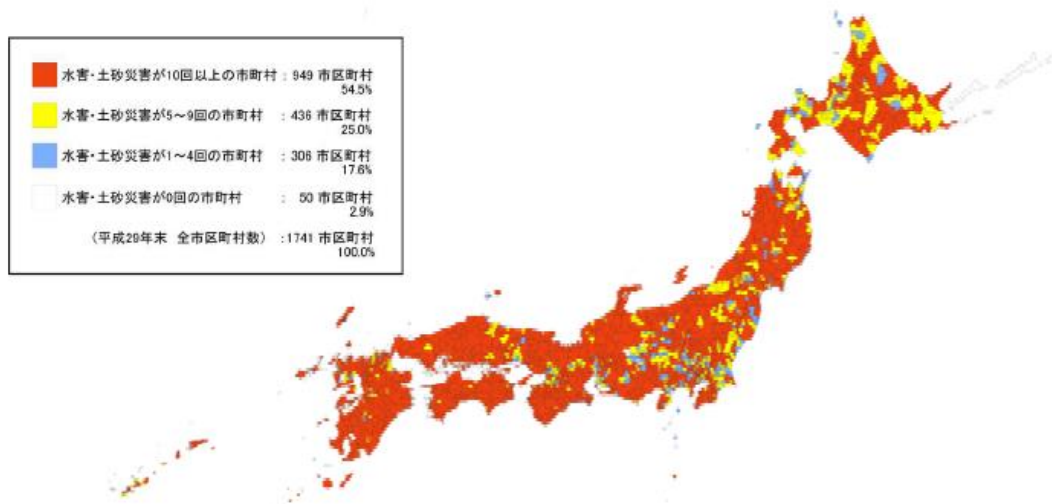 水害・土砂災害が10回以上の市町村：949 市区町村
54.5%
水害・土砂災害が5～9回の市町村：436 市区町村
25.0%
水害・土砂災害が1～4回の市町村：306 市区町村
17.6%
水害・土砂災害が0回の市町村：50 市区町村
2.9%
（平成29年末 全市区町村数）：1741 市区町村
100.0%